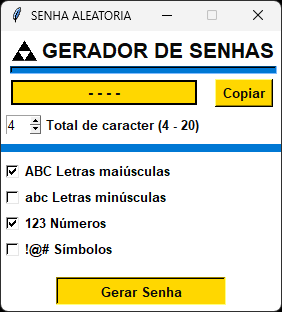 SENHA ALEATORIA
GERADOR DE SENHAS
- - - -
Copiar
4 Total de caracter (4 - 20)
ABC Letras maiúsculas
abc Letras minúsculas
123 Números
!@# Símbolos
Gerar Senha